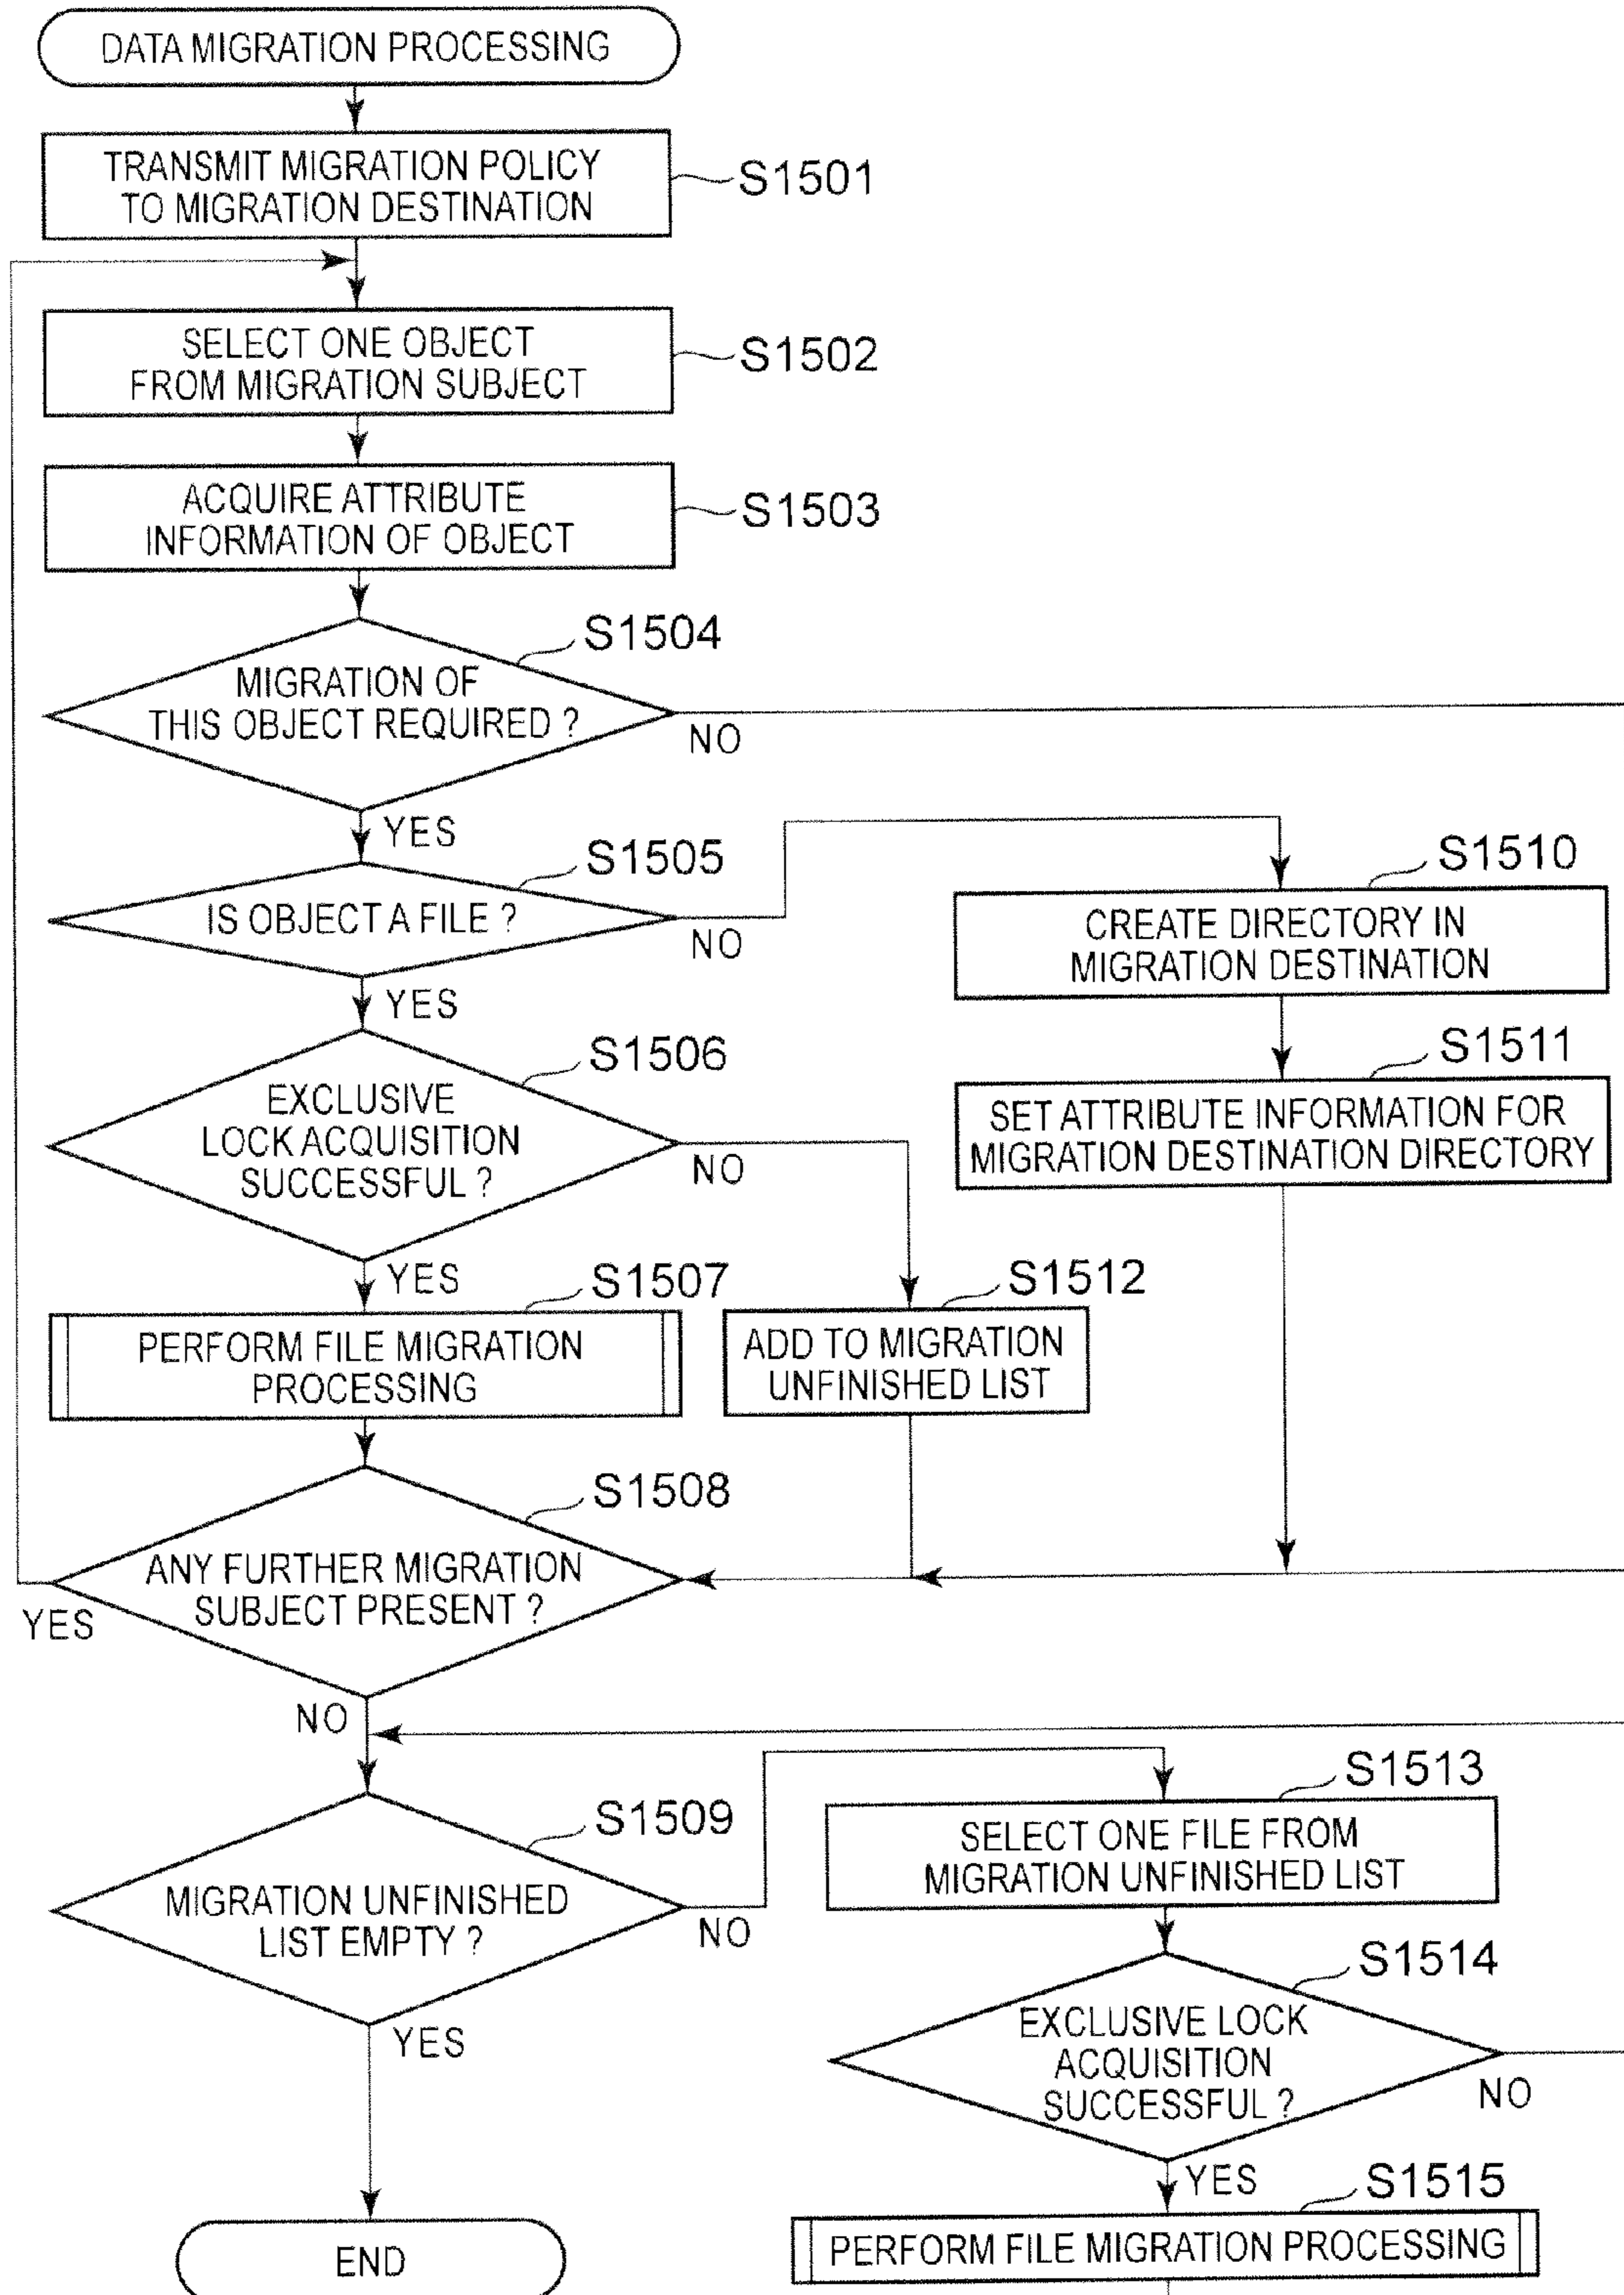 DATA MIGRATION PROCESSING
TRANSMIT MIGRATION POLICY
TO MIGRATION DESTINATION
S1501
SELECT ONE OBJECT
FROM MIGRATION SUBJECT
S1502
ACQUIRE ATTRIBUTE
INFORMATION OF OBJECT
S1503
S1504
MIGRATION OF
THIS OBJECT REQUIRED ?
NO
YES
S1505
IS OBJECT A FILE ?
NO
YES
S1510
CREATE DIRECTORY IN
MIGRATION DESTINATION
S1511
SET ATTRIBUTE INFORMATION FOR
MIGRATION DESTINATION DIRECTORY
S1506
EXCLUSIVE
LOCK ACQUISITION
SUCCESSFUL ?
NO
YES
S1507
PERFORM FILE MIGRATION
PROCESSING
S1512
ADD TO MIGRATION
UNFINISHED LIST
S1508
ANY FURTHER MIGRATION
SUBJECT PRESENT ?
YES
NO
S1509
MIGRATION UNFINISHED
LIST EMPTY ?
NO
YES
S1513
SELECT ONE FILE FROM
MIGRATION UNFINISHED LIST
S1514
EXCLUSIVE LOCK
ACQUISITION
SUCCESSFUL ?
NO
YES
S1515
PERFORM FILE MIGRATION PROCESSING
END